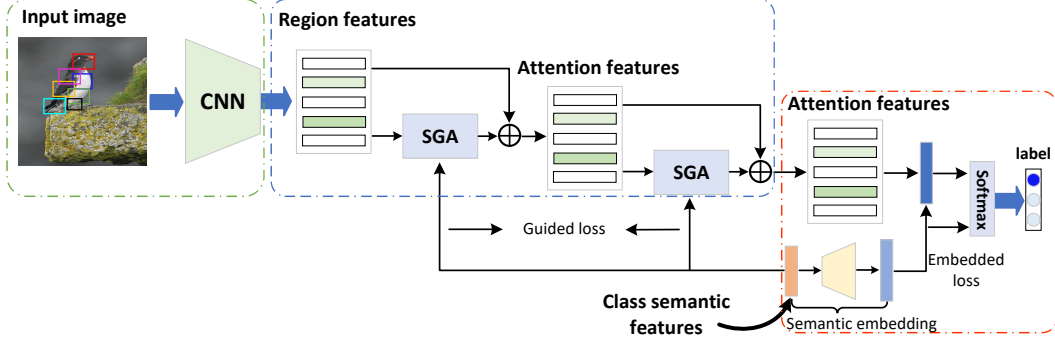 Input image
CNN
Region features
SGA
Attention features
SGA
Guided loss
Attention features
Softmax
label
Embedded
loss
Class semantic
features
Semantic embedding